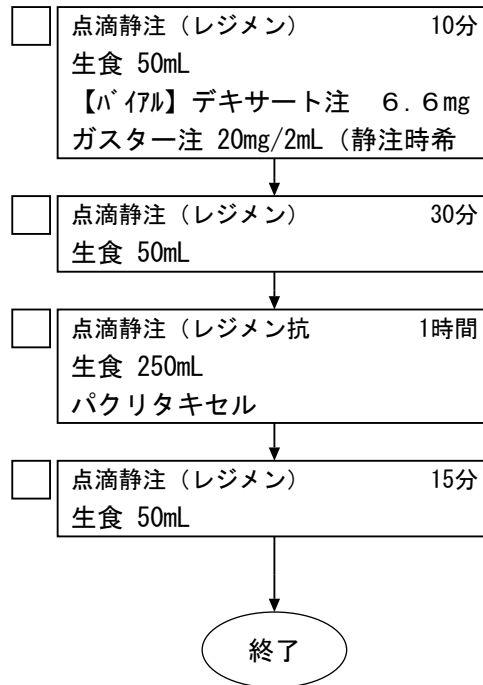 点滴静注（レジメン） 10分
生食 50mL
【ﾊﾞｲｱﾙ】デキサート注 ６．６mg
ガスター注 20mg/2mL（静注時希
点滴静注（レジメン） 30分
生食 50mL
点滴静注（レジメン抗 1時間
生食 250mL
パクリタキセル
点滴静注（レジメン） 15分
生食 50mL
終了